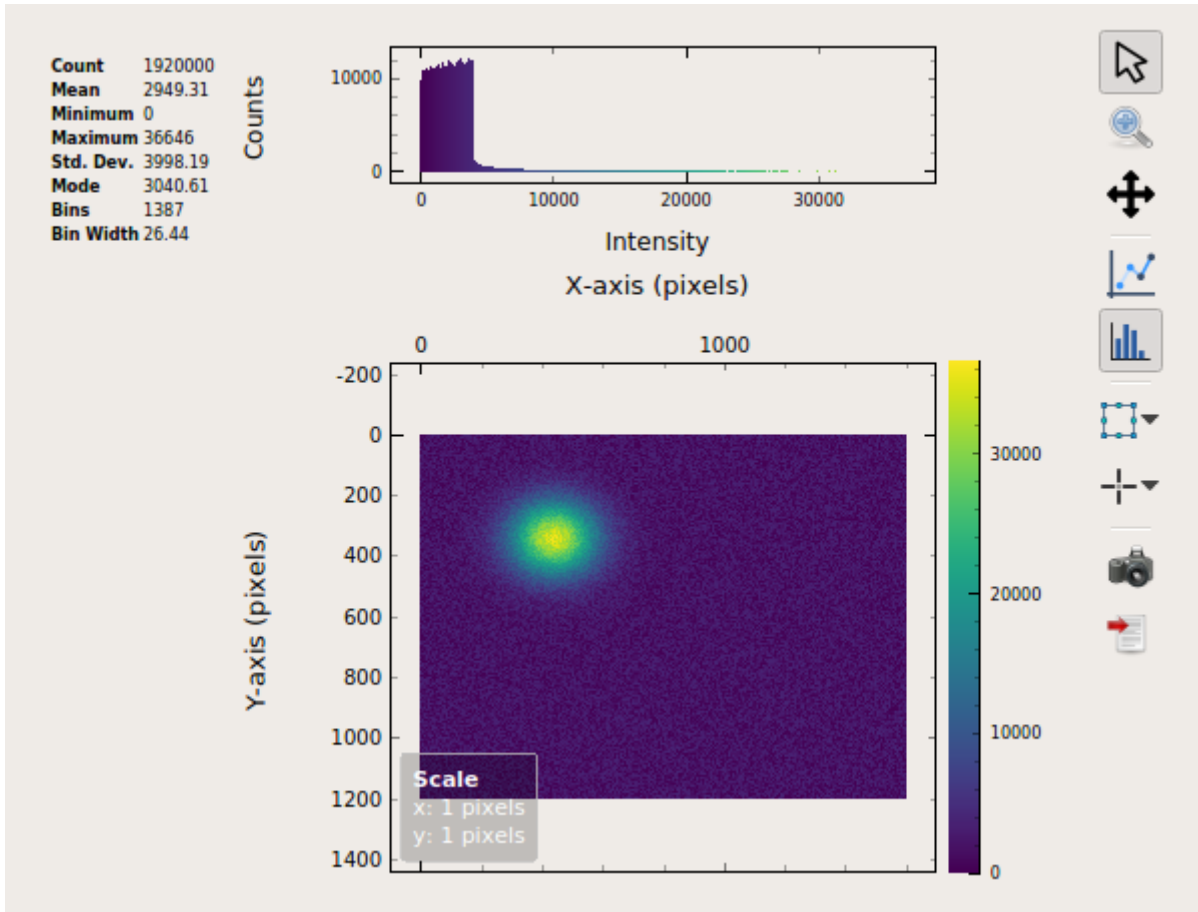 Count 1920000
Mean 2949.31
Minimum 0
Maximum 36646
Std. Dev. 3998.19
Mode 3040.61
Bins 1387
Bin Width 26.44
Counts
10000
0
0 10000 20000 30000
Intensity
X-axis (pixels)
0 1000
Y-axis (pixels)
-200
0
200
400
600
800
1000
1200
1400
30000
20000
10000
0
Scale
x: 1 pixels
y: 1 pixels